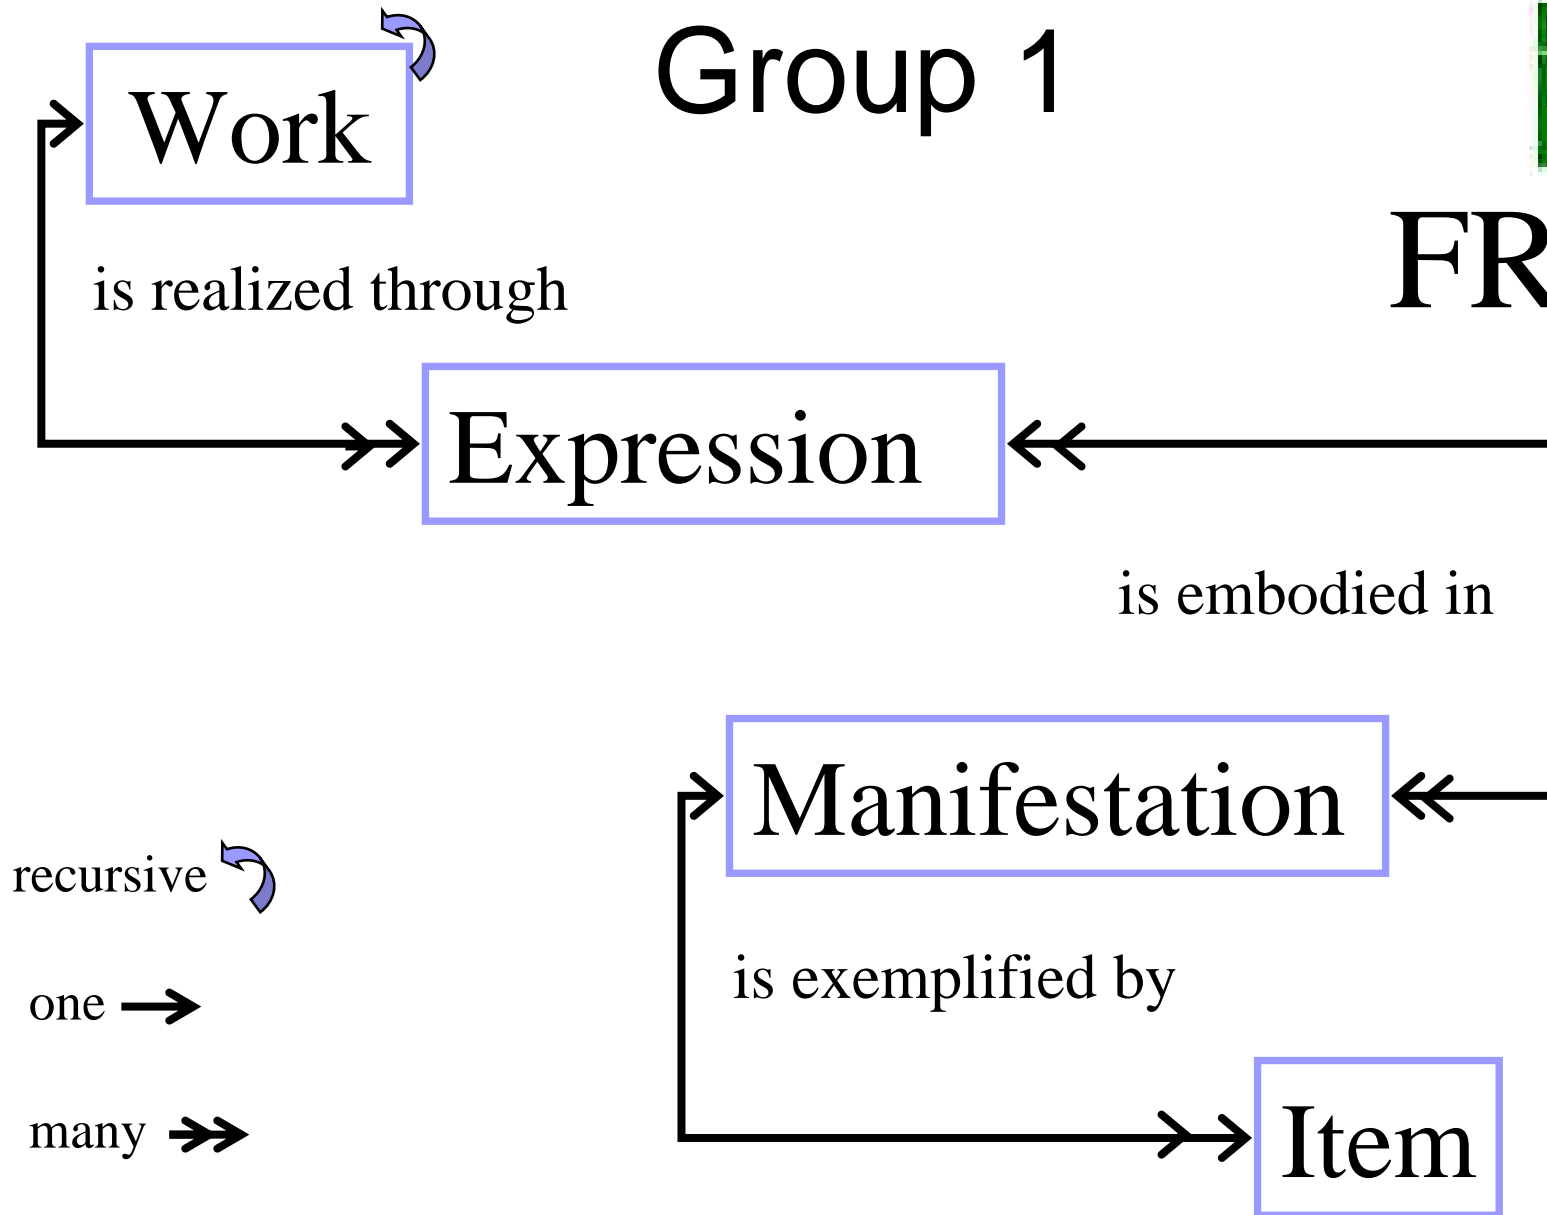 Group 1
Work
FR
is realized through
Expression
is embodied in
Manifestation
recursive
is exemplified by
one
many
Item